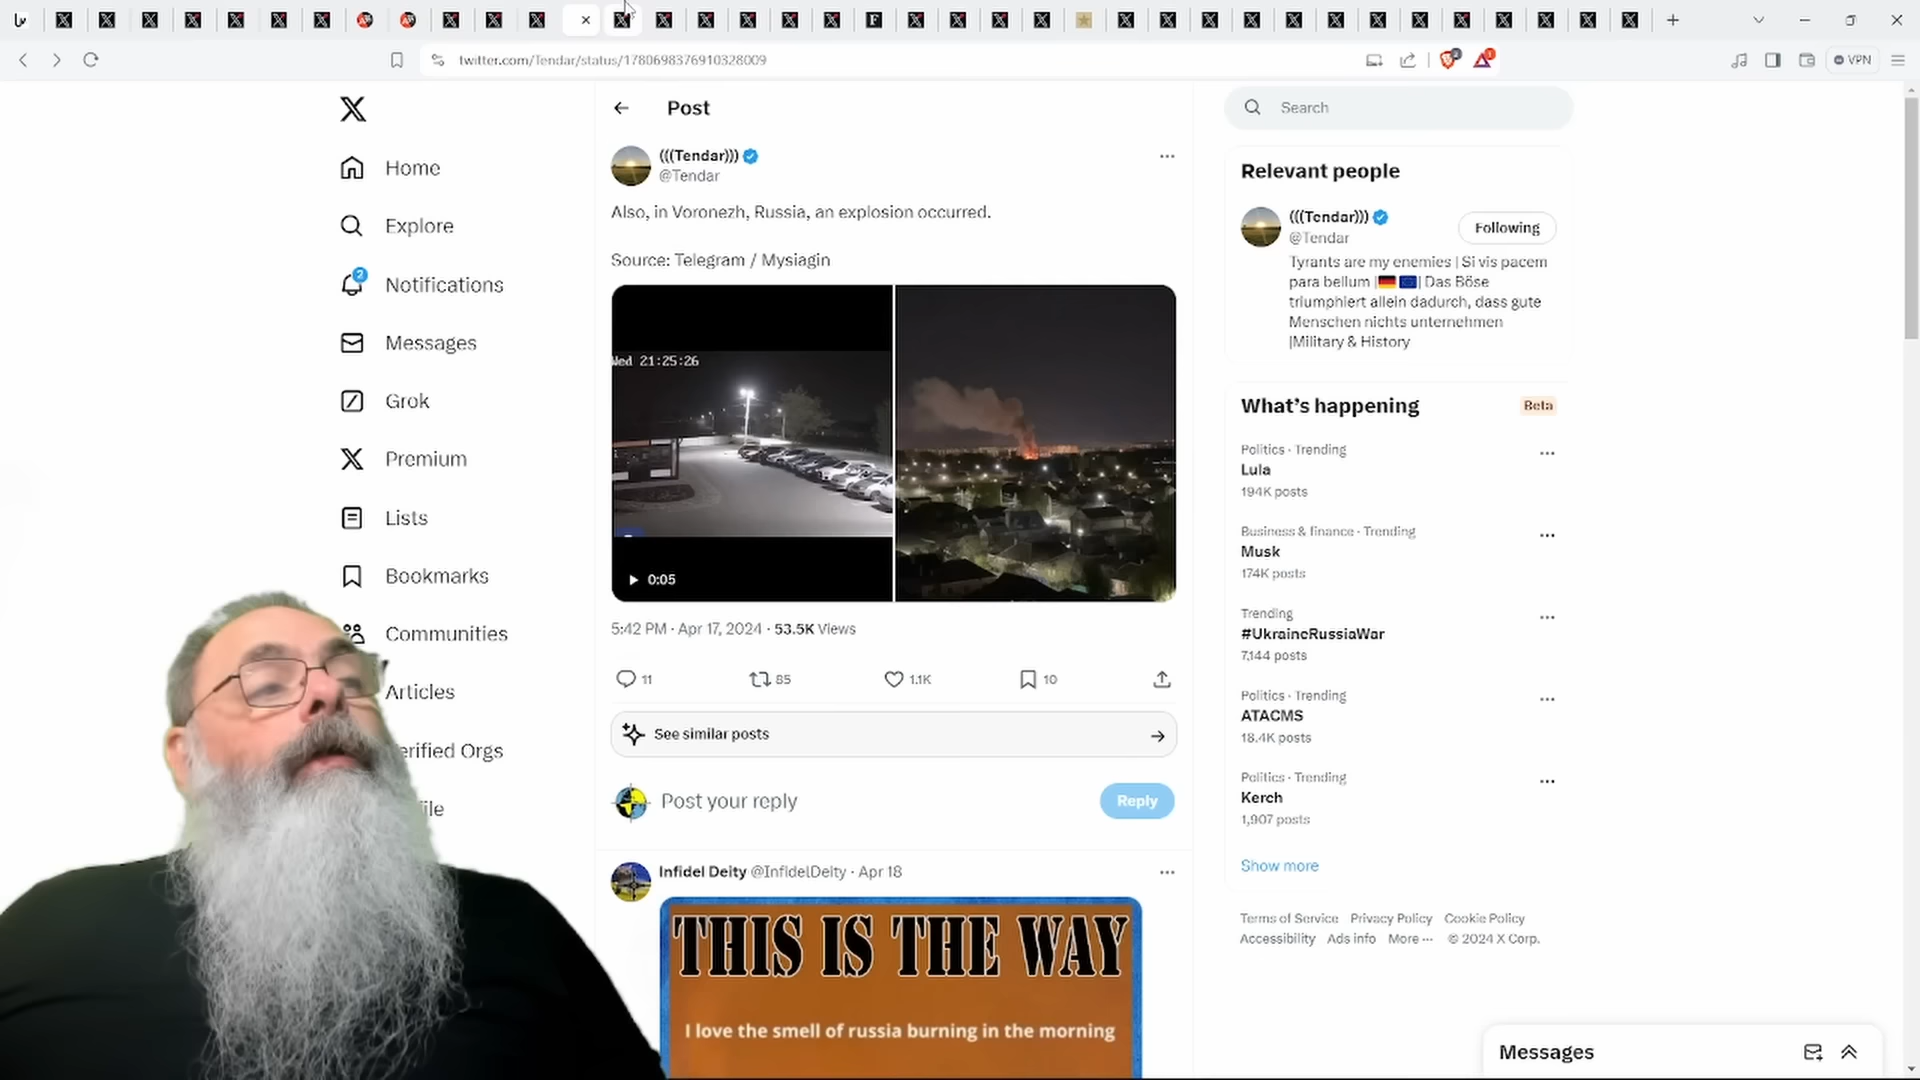 twitter.com/Tendar/status/1780698376910328009
VPN
Home
Explore
2
Notifications
Messages
Grok
Premium
Lists
Bookmarks
Communities
Articles
erified Orgs
Post
(((Tendar)))
@Tendar
Also, in Voronezh, Russia, an explosion occurred.
Source: Telegram / Mysiagin
Wed 21:25:26
0:05
5:42 PM · Apr 17, 2024 · 53.5K Views
11
85
1.1K
10
See similar posts
Post your reply
Reply
Infidel Deity @InfidelDeity · Apr 18
THIS IS THE WAY
I love the smell of russia burning in the morning
Search
Relevant people
(((Tendar)))
@Tendar
Following
Tyrants are my enemies | Si vis pacem
para bellum |🇩🇪🇪🇺| Das Böse
triumphiert allein dadurch, dass gute
Menschen nichts unternehmen
|Military & History
What's happening
Beta
Politics · Trending
Lula
194K posts
Business & finance · Trending
Musk
174K posts
Trending
#UkraineRussiaWar
7,144 posts
Politics · Trending
ATACMS
18.4K posts
Politics · Trending
Kerch
1,907 posts
Show more
Terms of Service Privacy Policy Cookie Policy
Accessibility Ads info More ··· © 2024 X Corp.
Messages